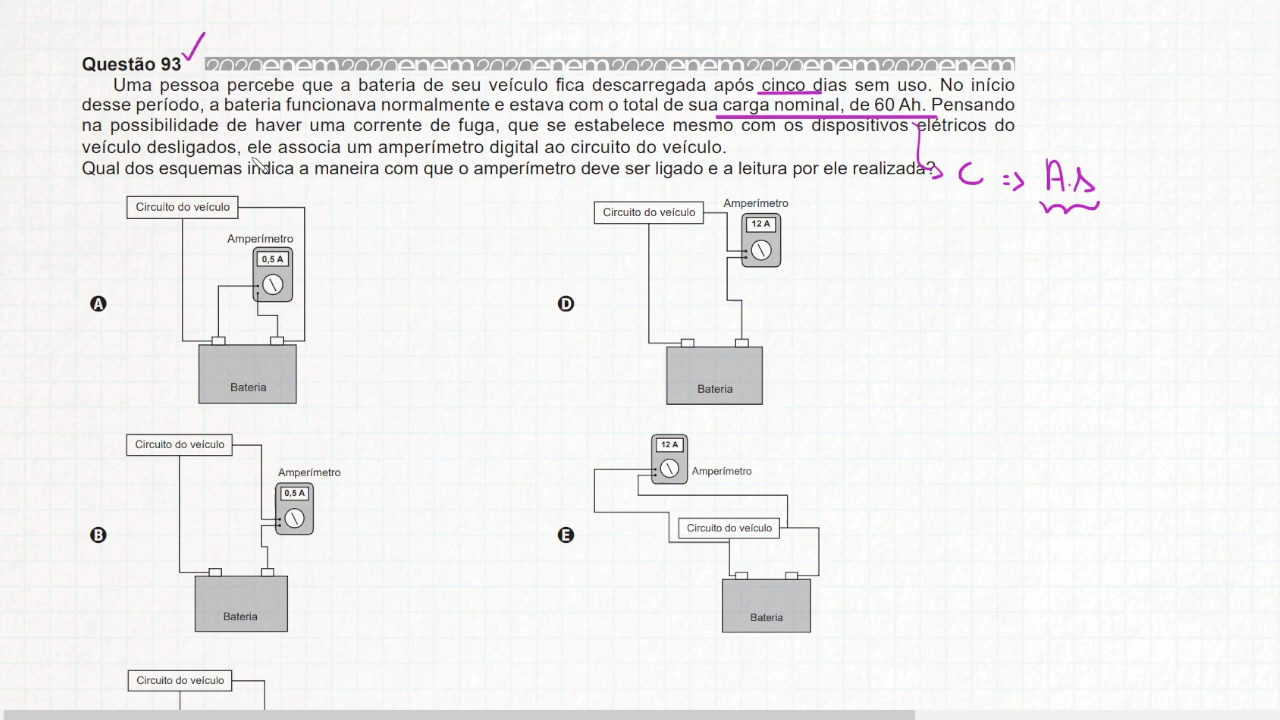 Questão 93
2020enem2020enem2020enem2020enem2020enem2020enem2020enem2020enem2020enem
Uma pessoa percebe que a bateria de seu veículo fica descarregada após cinco dias sem uso. No início
desse período, a bateria funcionava normalmente e estava com o total de sua carga nominal, de 60 Ah. Pensando
na possibilidade de haver uma corrente de fuga, que se estabelece mesmo com os dispositivos elétricos do
veículo desligados, ele associa um amperímetro digital ao circuito do veículo.
Qual dos esquemas indica a maneira com que o amperímetro deve ser ligado e a leitura por ele realizada?
C => A.s
Circuito do veículo
Amperímetro
0,5 A
A
Bateria
Circuito do veículo
Amperímetro
0,5 A
B
Bateria
Circuito do veículo
Amperímetro
12 A
Circuito do veículo
D
Bateria
12 A
Amperímetro
E
Circuito do veículo
Bateria